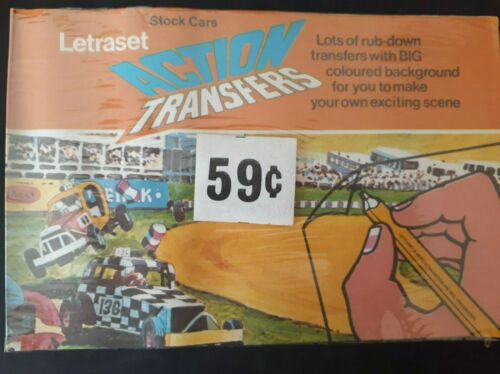 Stock Cars
Letraset
ACTION
TRANSFERS
Lots of rub-down
transfers with BIG
coloured background
for you to make
your own exciting scene
59¢
136